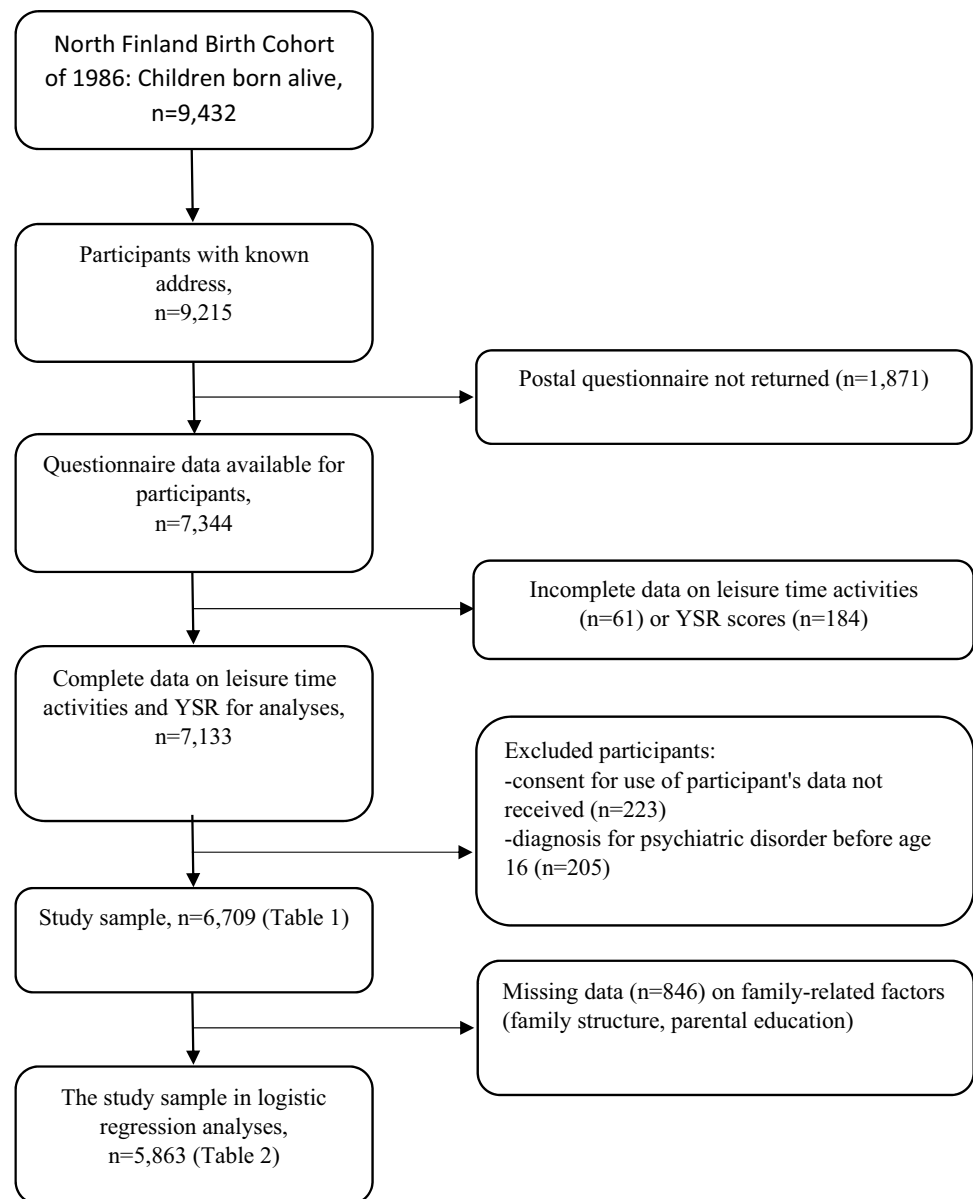 North Finland Birth Cohort
of 1986: Children born alive,
n=9,432
Participants with known
address,
n=9,215
Postal questionnaire not returned (n=1,871)
Questionnaire data available for
participants,
n=7,344
Incomplete data on leisure time activities
(n=61) or YSR scores (n=184)
Complete data on leisure time
activities and YSR for analyses,
n=7,133
Excluded participants:
-consent for use of participant's data not
received (n=223)
-diagnosis for psychiatric disorder before age
16 (n=205)
Study sample, n=6,709 (Table 1)
Missing data (n=846) on family-related factors
(family structure, parental education)
The study sample in logistic
regression analyses,
n=5,863 (Table 2)